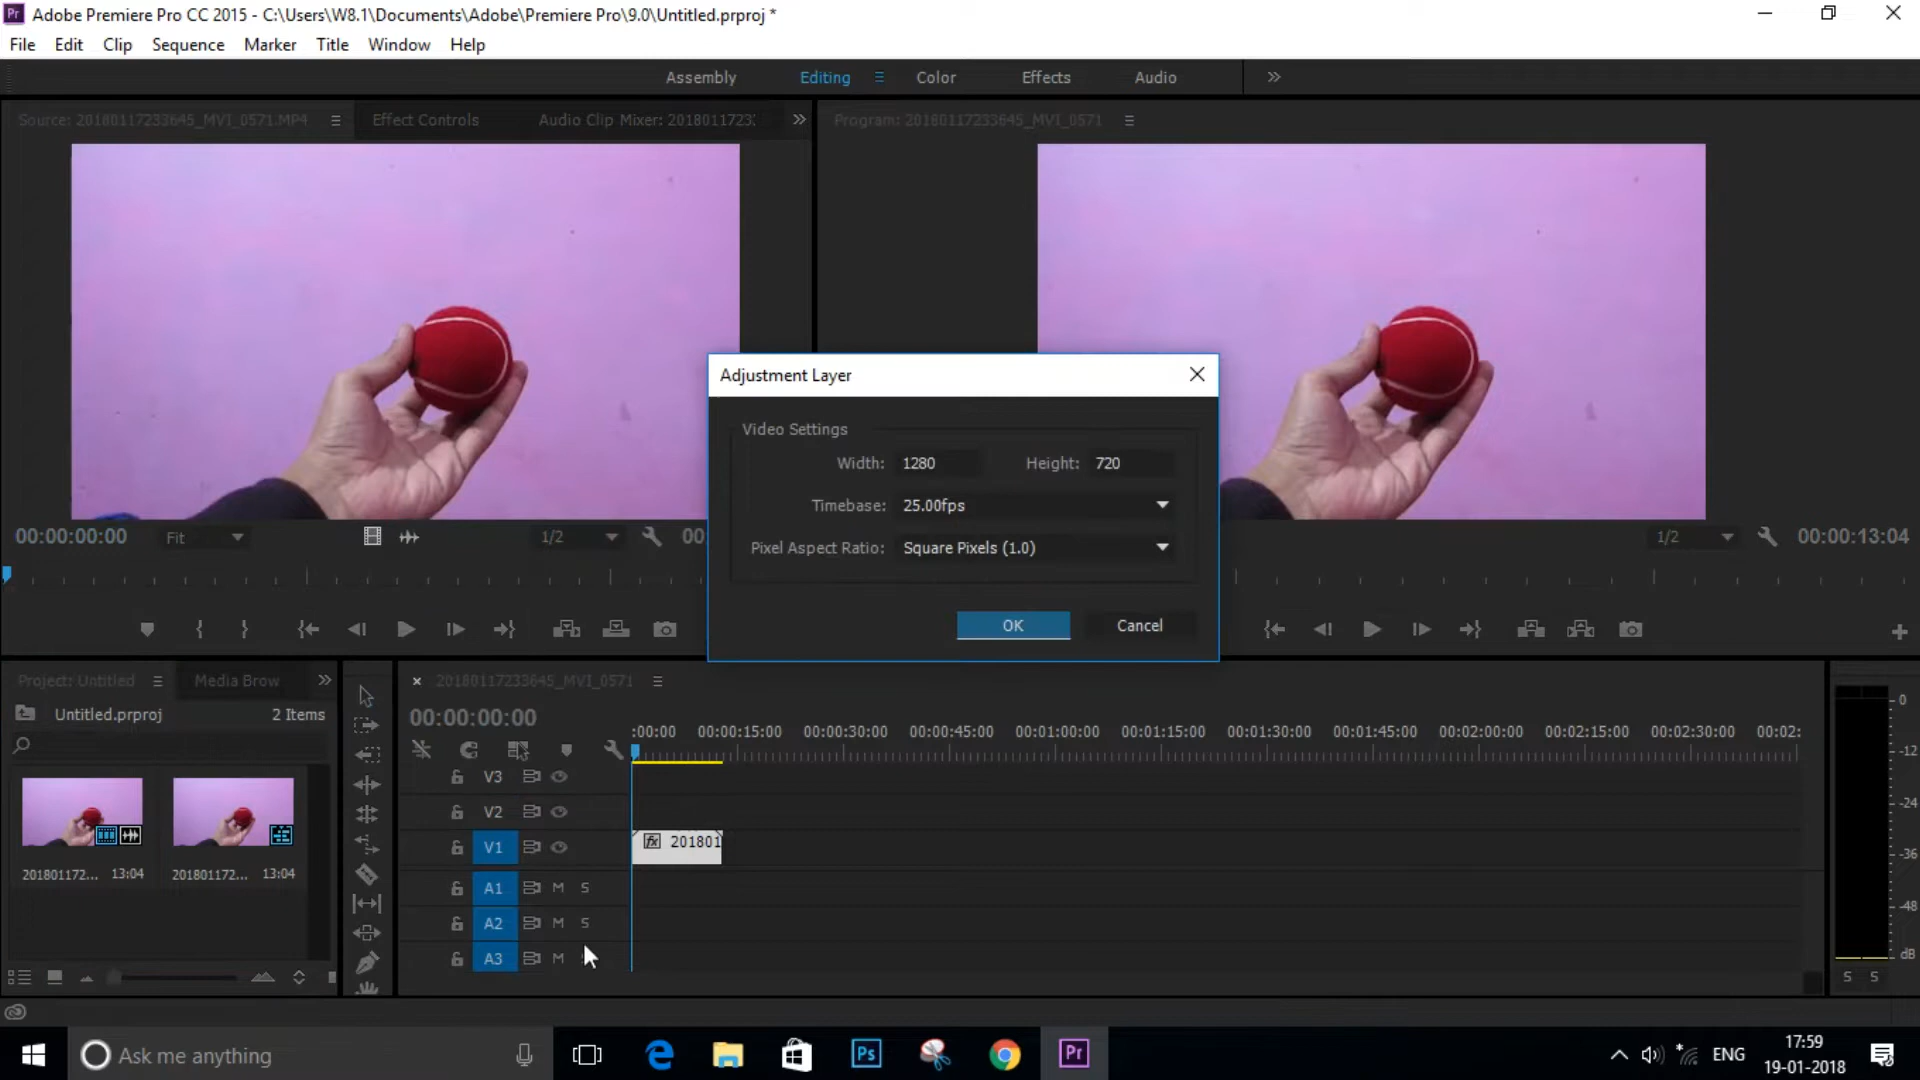 Adobe Premiere Pro CC 2015 - C:\Users\W8.1\Documents\Adobe\Premiere Pro\9.0\Untitled.prproj *
File Edit Clip Sequence Marker Title Window Help
Assembly Editing Color Effects Audio
Source: 20180117233645_MVI_0571.MP4 Effect Controls Audio Clip Mixer: 201801172
Program: 20180117233645_MVI_0571
Adjustment Layer
Video Settings
Width: 1280 Height: 720
Timebase: 25.00fps
Pixel Aspect Ratio: Square Pixels (1.0)
OK Cancel
00:00:00:00 Fit 1/2 00:
1/2 00:00:13:04
Project: Untitled Media Brow
Untitled.prproj 2 Items
201801172... 13:04 201801172... 13:04
20180117233645_MVI_0571
00:00:00:00
:00:00 00:00:15:00 00:00:30:00 00:00:45:00 00:01:00:00 00:01:15:00 00:01:30:00 00:01:45:00 00:02:00:00 00:02:15:00 00:02:30:00 00:02:
V3
V2
V1 fx 201801
A1 M S
A2 M S
A3 M
0
-12
-24
-36
-48
dB
S S
Ask me anything
Ps
Pr
ENG
17:59
19-01-2018